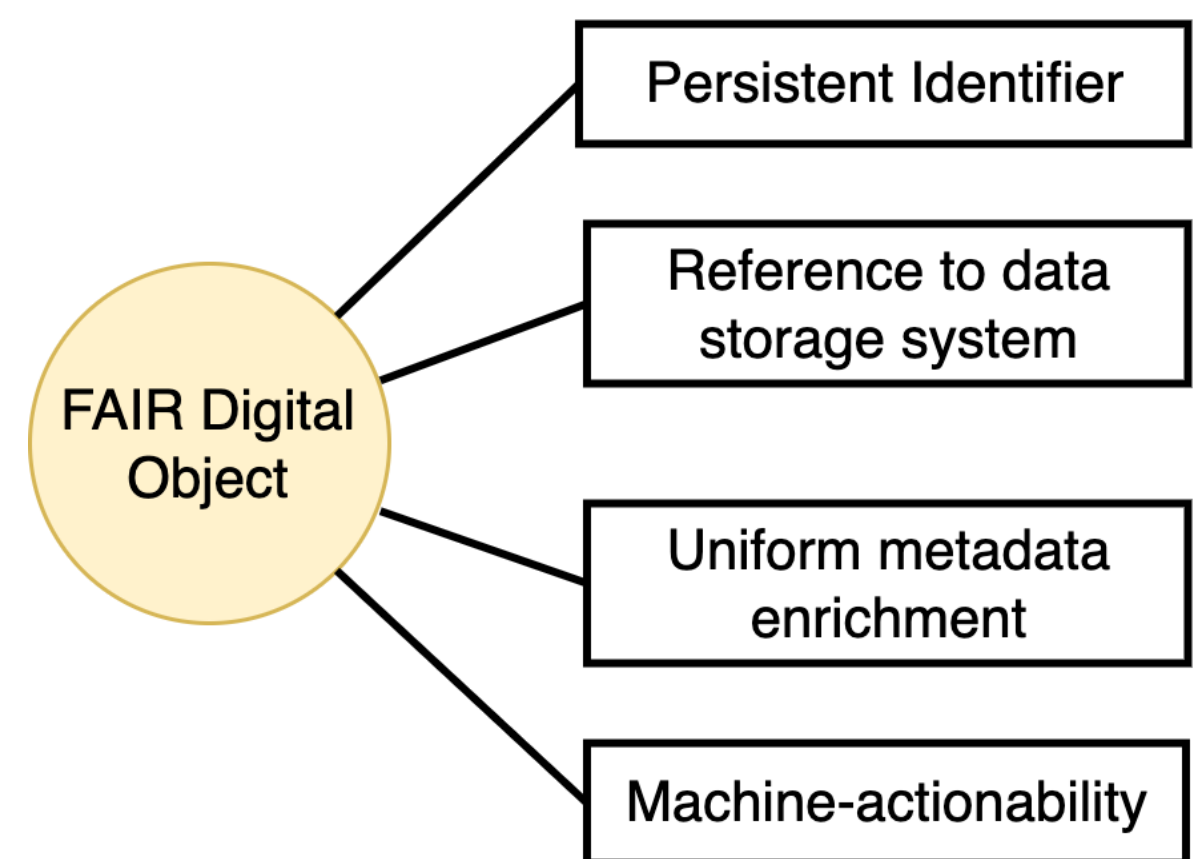 Persistent Identifier
Reference to data
storage system
FAIR Digital
Object
Uniform metadata
enrichment
Machine-actionability